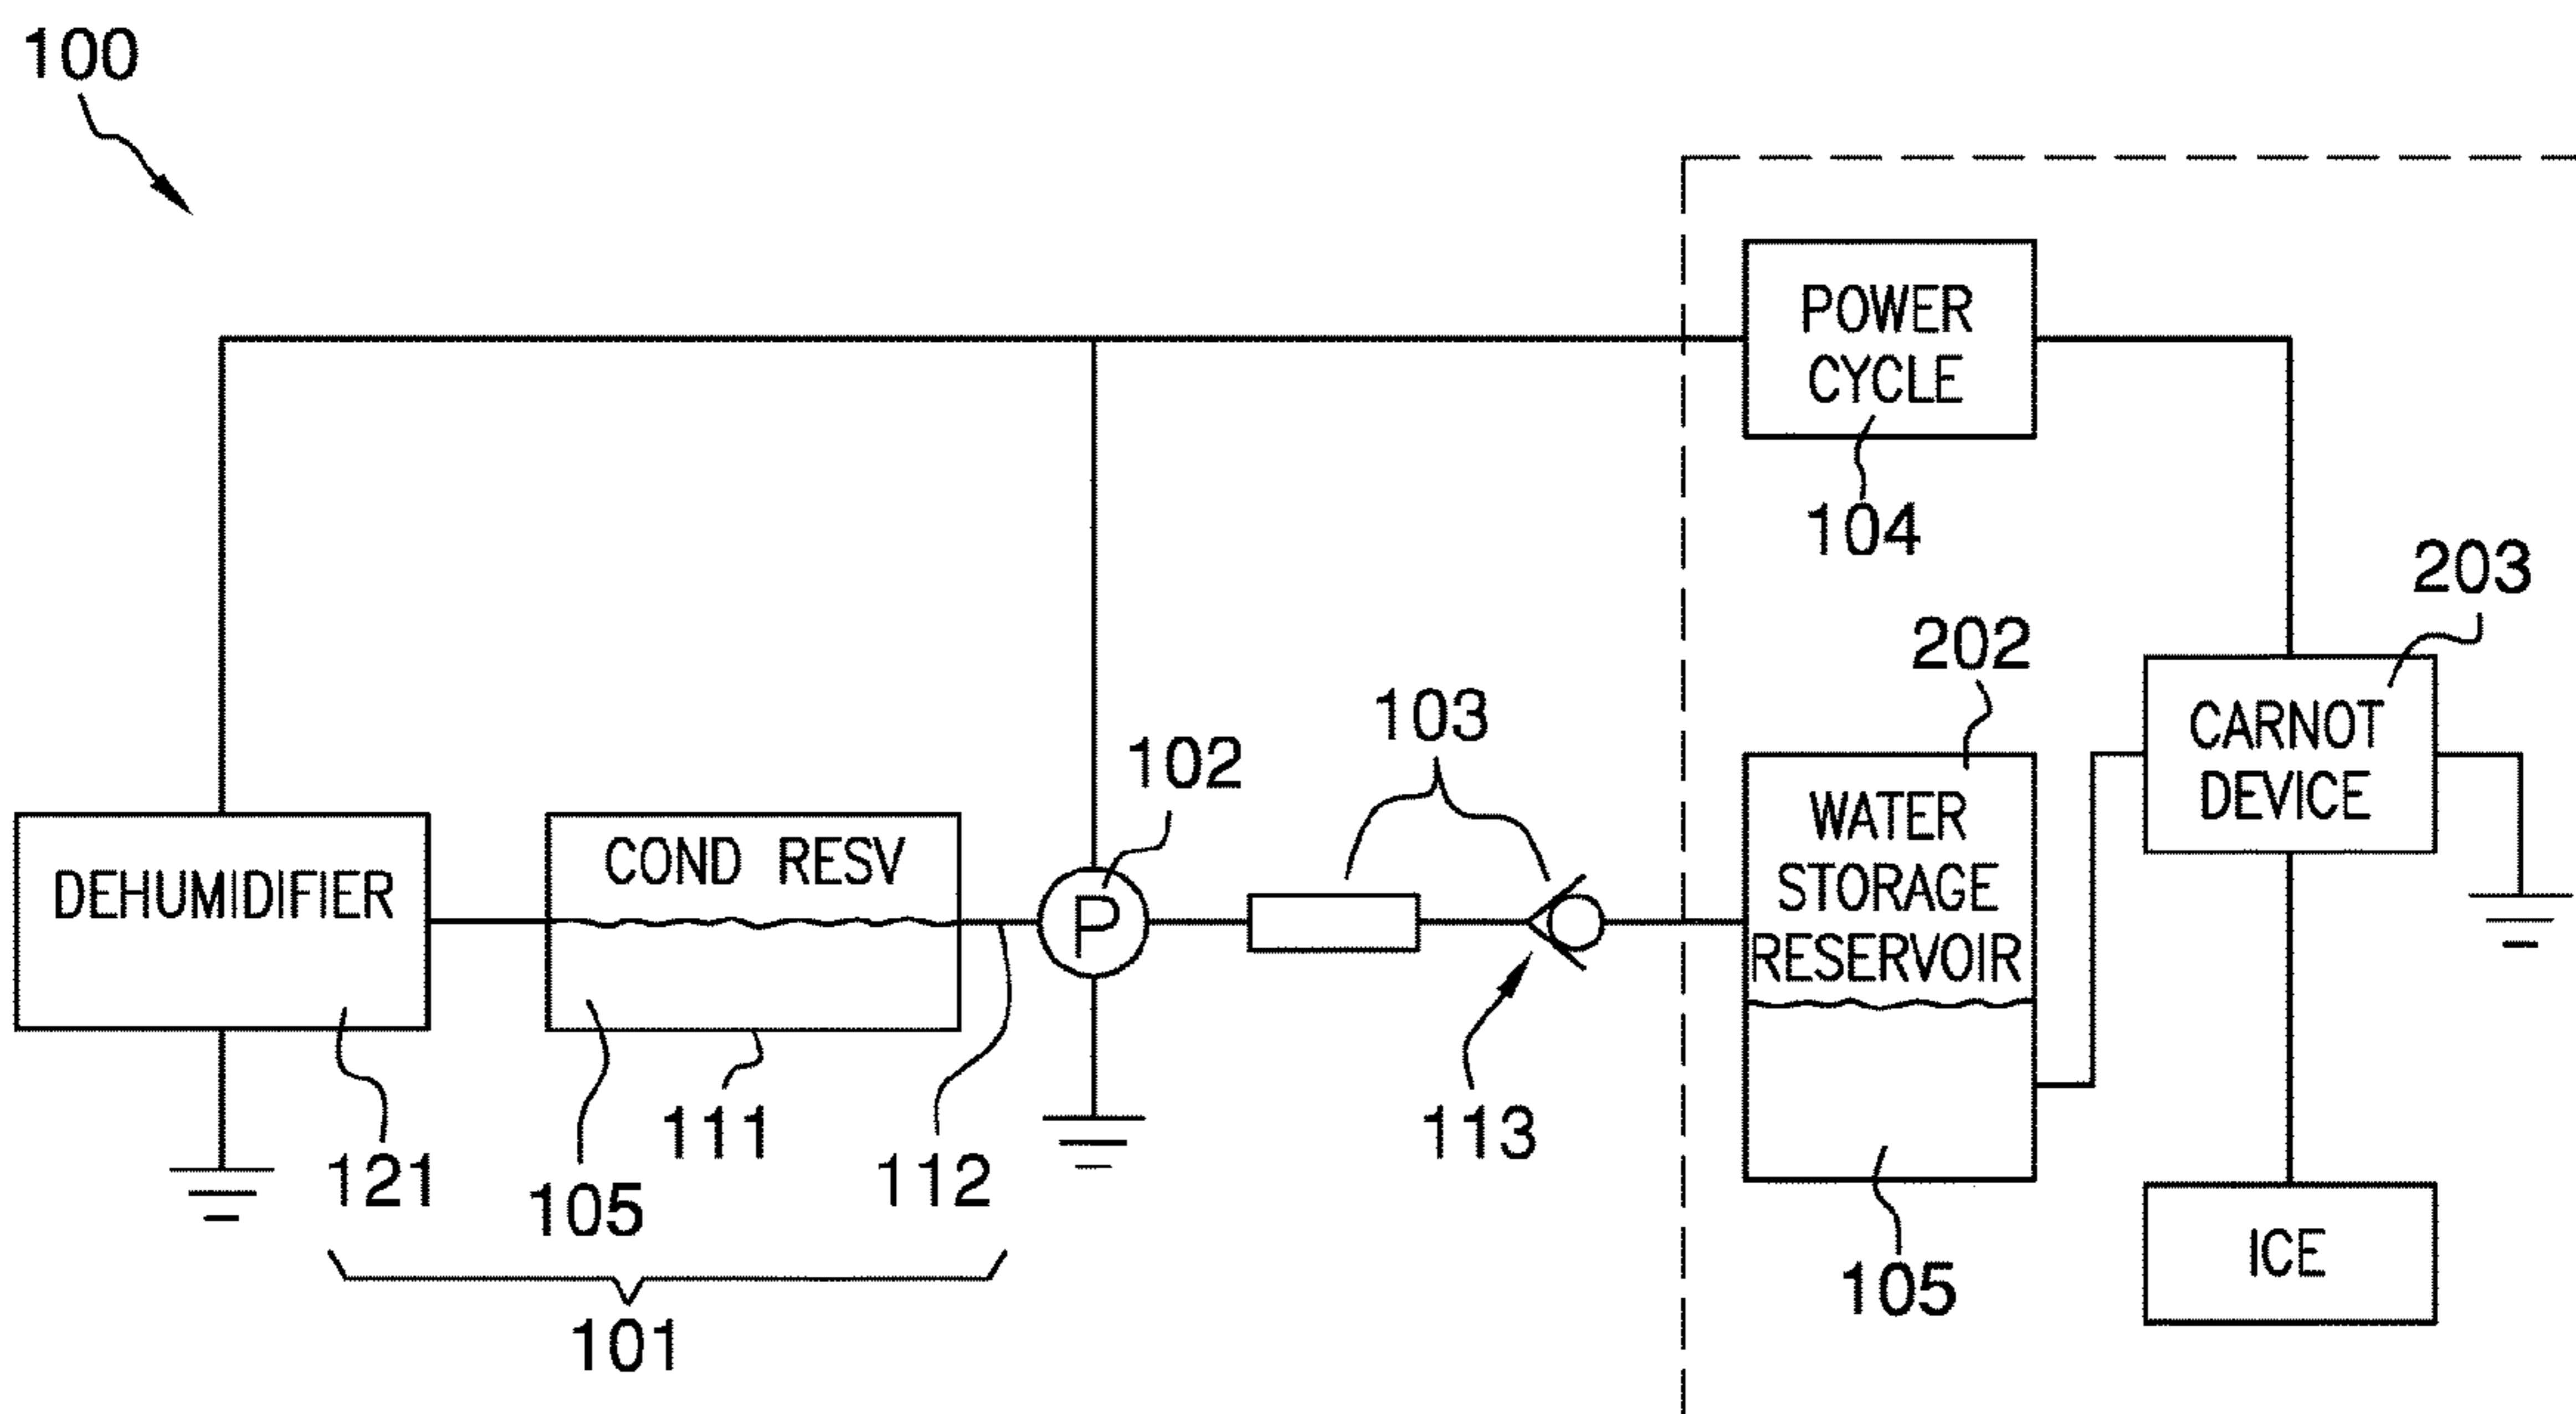 100
POWER
CYCLE
104
203
202
CARNOT
DEVICE
103
102
WATER
STORAGE
RESERVOIR
COND RESV
DEHUMIDIFIER
P
113
111
112
121
105
105
ICE
101